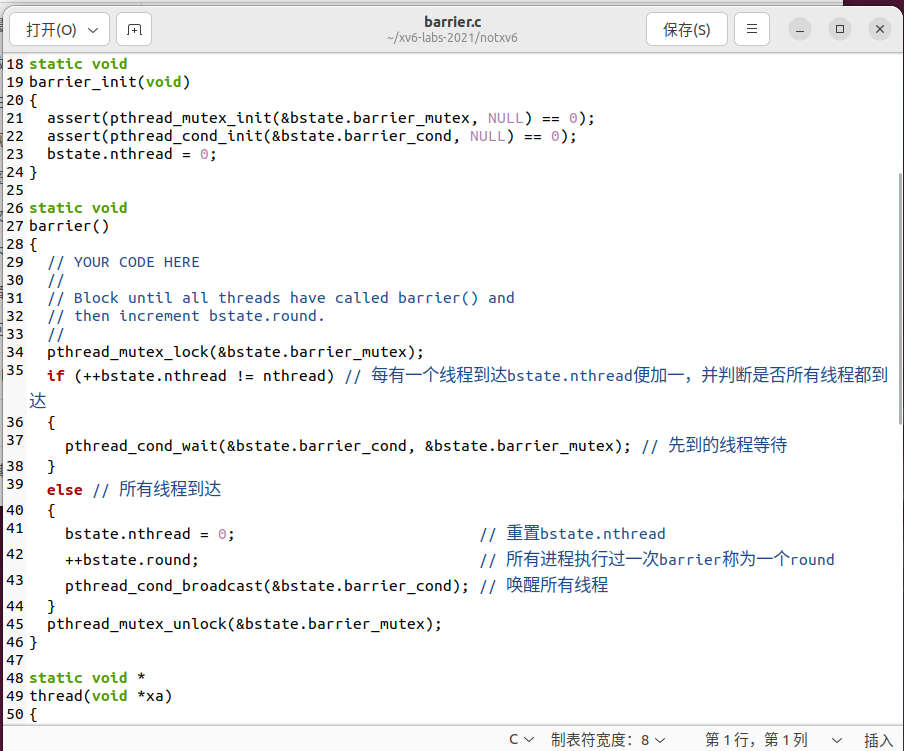 打开(O)
barrier.c
~/xv6-labs-2021/notxv6
保存(S)
18 static void
19 barrier_init(void)
20 {
21   assert(pthread_mutex_init(&bstate.barrier_mutex, NULL) == 0);
22   assert(pthread_cond_init(&bstate.barrier_cond, NULL) == 0);
23   bstate.nthread = 0;
24 }
25
26 static void
27 barrier()
28 {
29   // YOUR CODE HERE
30   //
31   // Block until all threads have called barrier() and
32   // then increment bstate.round.
33   //
34   pthread_mutex_lock(&bstate.barrier_mutex);
35   if (++bstate.nthread != nthread) // 每有一个线程到达bstate.nthread便加一，并判断是否所有线程都到
达
36   {
37     pthread_cond_wait(&bstate.barrier_cond, &bstate.barrier_mutex); // 先到的线程等待
38   }
39   else // 所有线程到达
40   {
41     bstate.nthread = 0;                           // 重置bstate.nthread
42     ++bstate.round;                               // 所有进程执行过一次barrier称为一个round
43     pthread_cond_broadcast(&bstate.barrier_cond); // 唤醒所有线程
44   }
45   pthread_mutex_unlock(&bstate.barrier_mutex);
46 }
47
48 static void *
49 thread(void *xa)
50 {
C 制表符宽度：8 第 1 行，第 1 列 插入